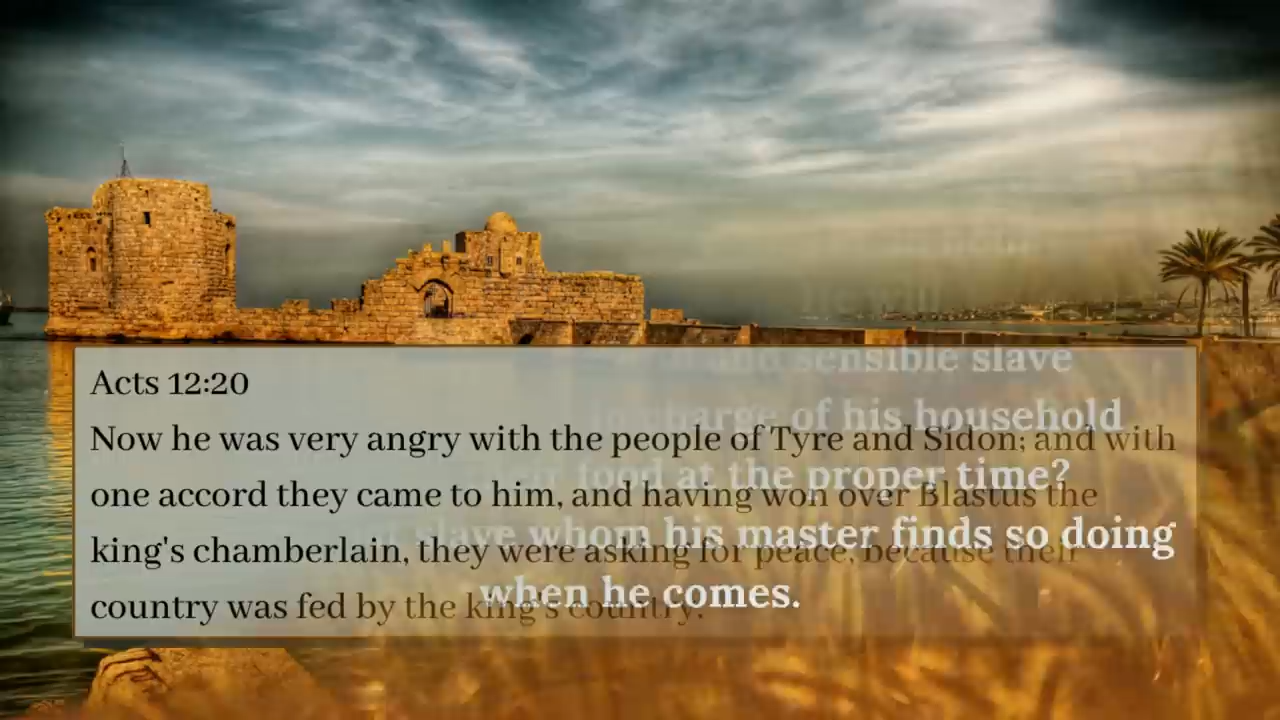 Acts 12:20
Now he was very angry with the people of Tyre and Sidon; and with
one accord they came to him, and having won over Blastus the
king's chamberlain, they were asking for peace, because their
country was fed by the king's country.
and sensible slave
in charge of his household
their food at the proper time?
slave whom his master finds so doing
when he comes.